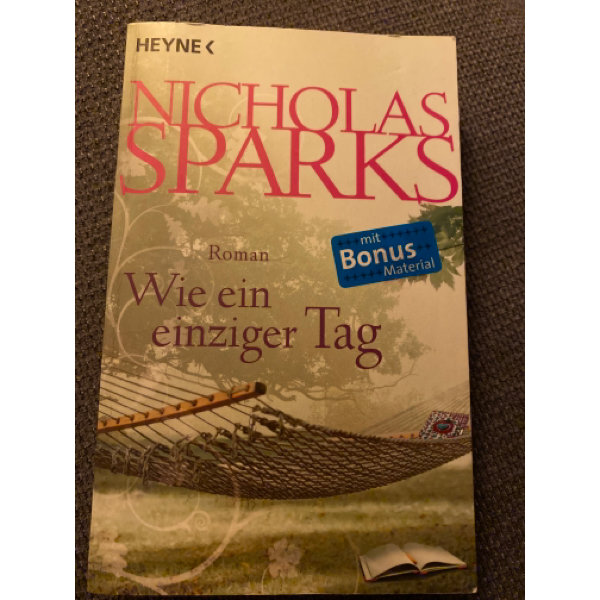 HEYNE
NICHOLAS
SPARKS
mit
Bonus
Material
Roman
Wie ein
einziger Tag